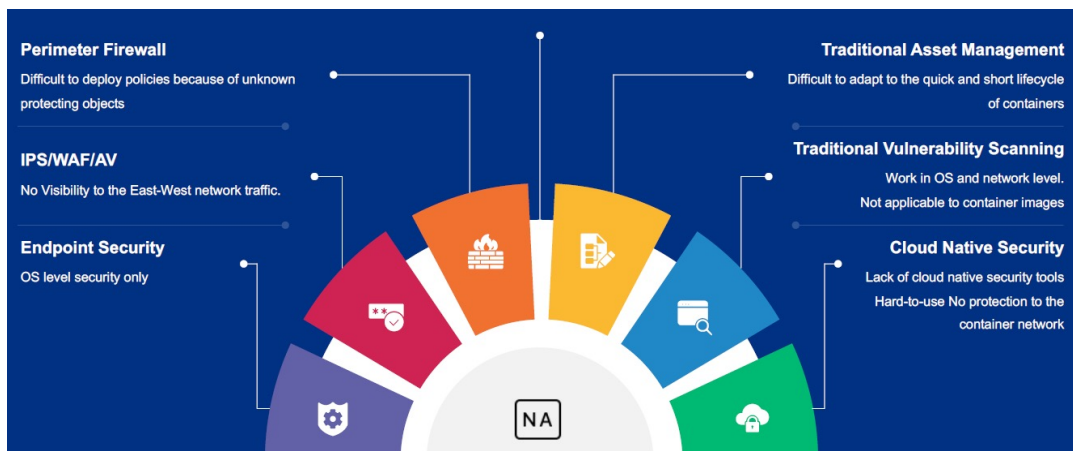 Perimeter Firewall
Difficult to deploy policies because of unknown
protecting objects
IPS/WAF/AV
No Visibility to the East-West network traffic.
Endpoint Security
OS level security only
Traditional Asset Management
Difficult to adapt to the quick and short lifecycle
of containers
Traditional Vulnerability Scanning
Work in OS and network level.
Not applicable to container images
Cloud Native Security
Lack of cloud native security tools
Hard-to-use No protection to the
container network
**
NA